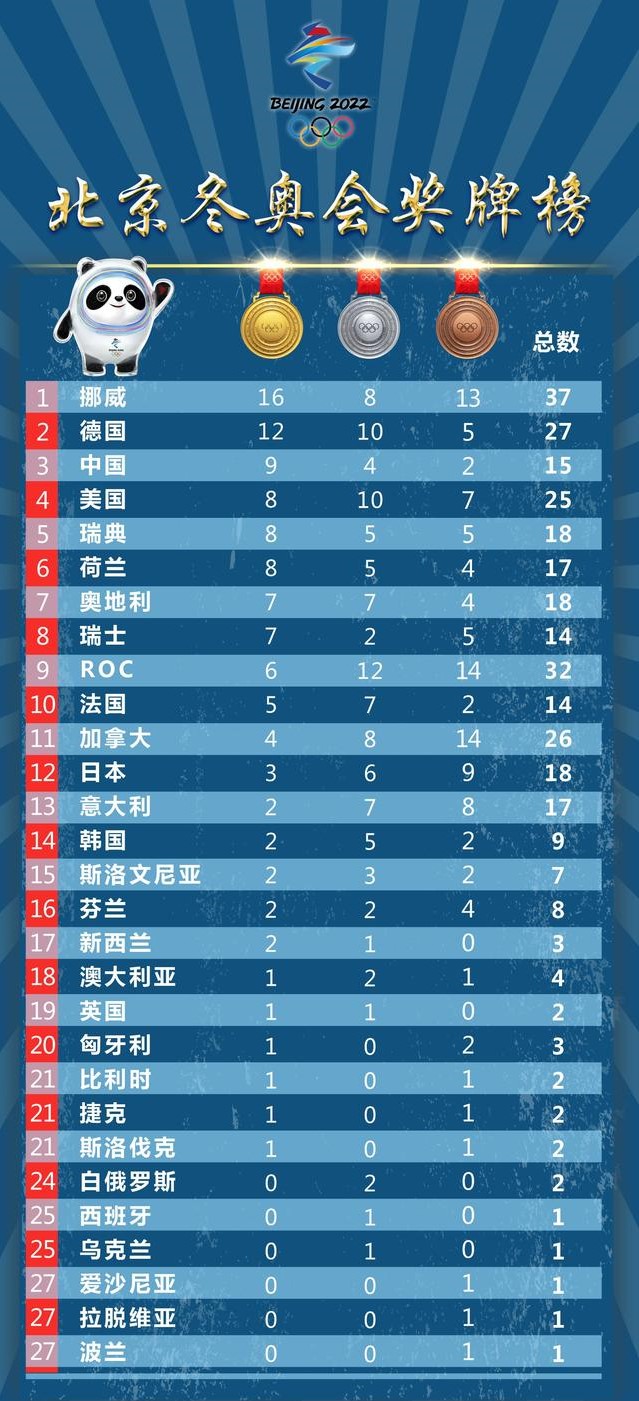 BEIJING 2022
北京冬奥会奖牌榜
总数
1 挪威 16 8 13 37
2 德国 12 10 5 27
3 中国 9 4 2 15
4 美国 8 10 7 25
5 瑞典 8 5 5 18
6 荷兰 8 5 4 17
7 奥地利 7 7 4 18
8 瑞士 7 2 5 14
9 ROC 6 12 14 32
10 法国 5 7 2 14
11 加拿大 4 8 14 26
12 日本 3 6 9 18
13 意大利 2 7 8 17
14 韩国 2 5 2 9
15 斯洛文尼亚 2 3 2 7
16 芬兰 2 2 4 8
17 新西兰 2 1 0 3
18 澳大利亚 1 2 1 4
19 英国 1 1 0 2
20 匈牙利 1 0 2 3
21 比利时 1 0 1 2
21 捷克 1 0 1 2
21 斯洛伐克 1 0 1 2
24 白俄罗斯 0 2 0 2
25 西班牙 0 1 0 1
25 乌克兰 0 1 0 1
27 爱沙尼亚 0 0 1 1
27 拉脱维亚 0 0 1 1
27 波兰 0 0 1 1